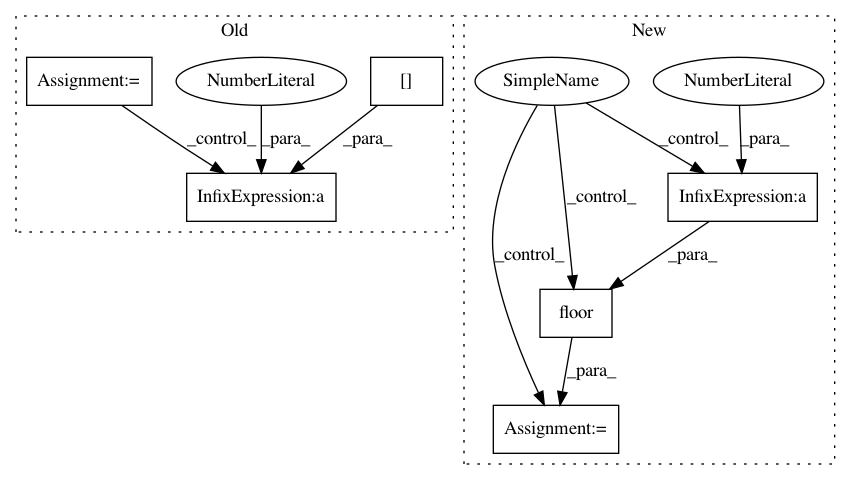 Old
New
Assignment:=
NumberLiteral
[]
SimpleName
NumberLiteral
_control_
_para_
_para_
_control_
_para_
InfixExpression:a
InfixExpression:a
_control_
_control_
_para_
floor
_para_
Assignment:=